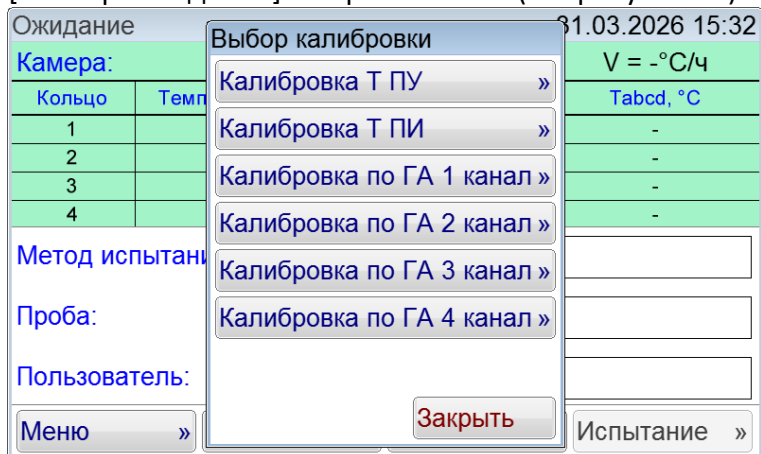 Ожидание 31.03.2026 15:32
Выбор калибровки
Камера: V = -°C/ч
Калибровка Т ПУ »
Кольцо Темп Tabcd, °C
1 -
Калибровка Т ПИ »
2 -
3 -
Калибровка по ГА 1 канал »
4 -
Калибровка по ГА 2 канал »
Метод испытани
Калибровка по ГА 3 канал »
Проба:
Калибровка по ГА 4 канал »
Пользователь:
Закрыть
Меню » Испытание »